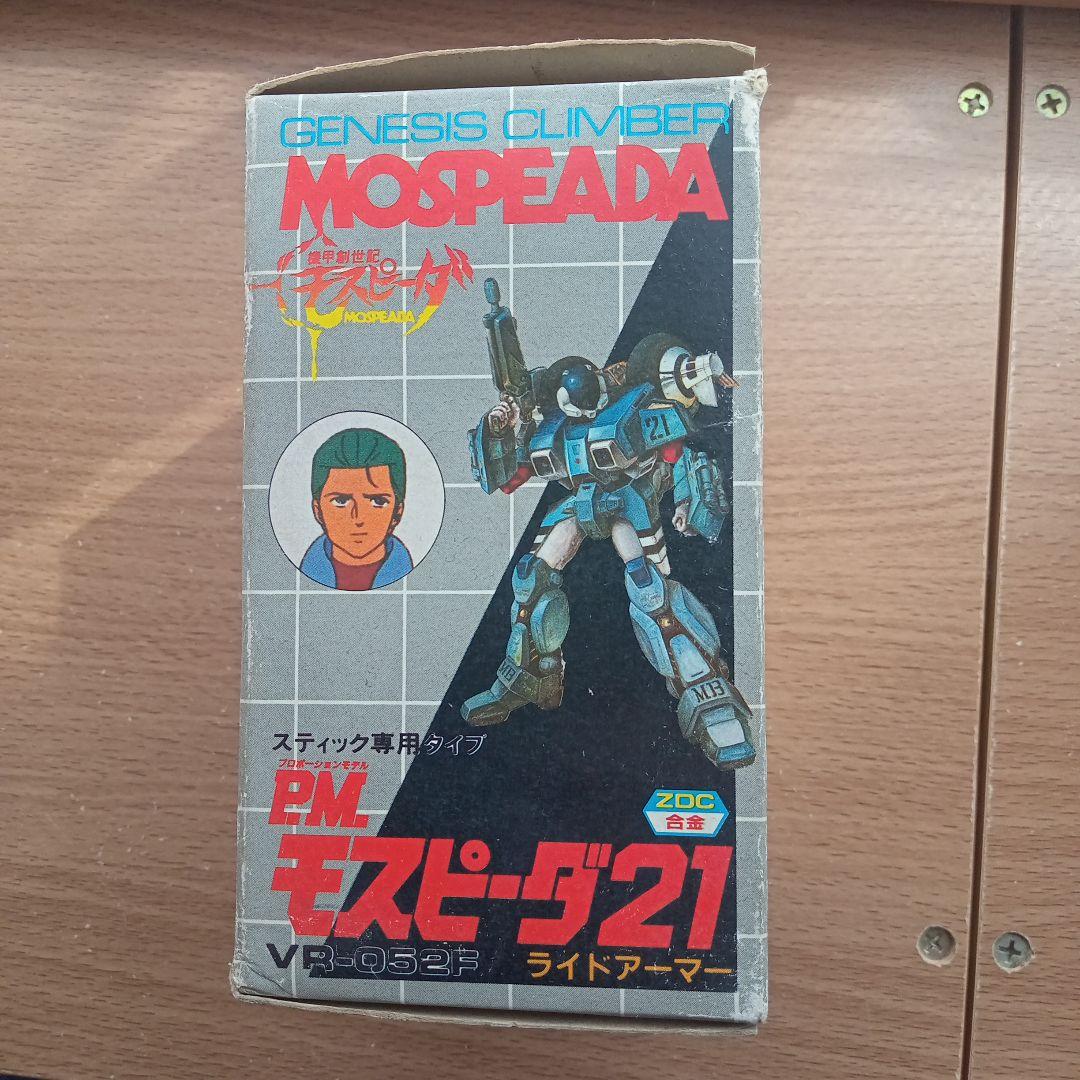 GENESIS CLIMBER
MOSPEADA
機甲創世記
モスピーダ
MOSPEADA
21
M13
M13
スティック専用タイプ
プロポーションモデル
P.M.
ZDC
合金
モスピーダ21
VR-052F
ライドアーマー